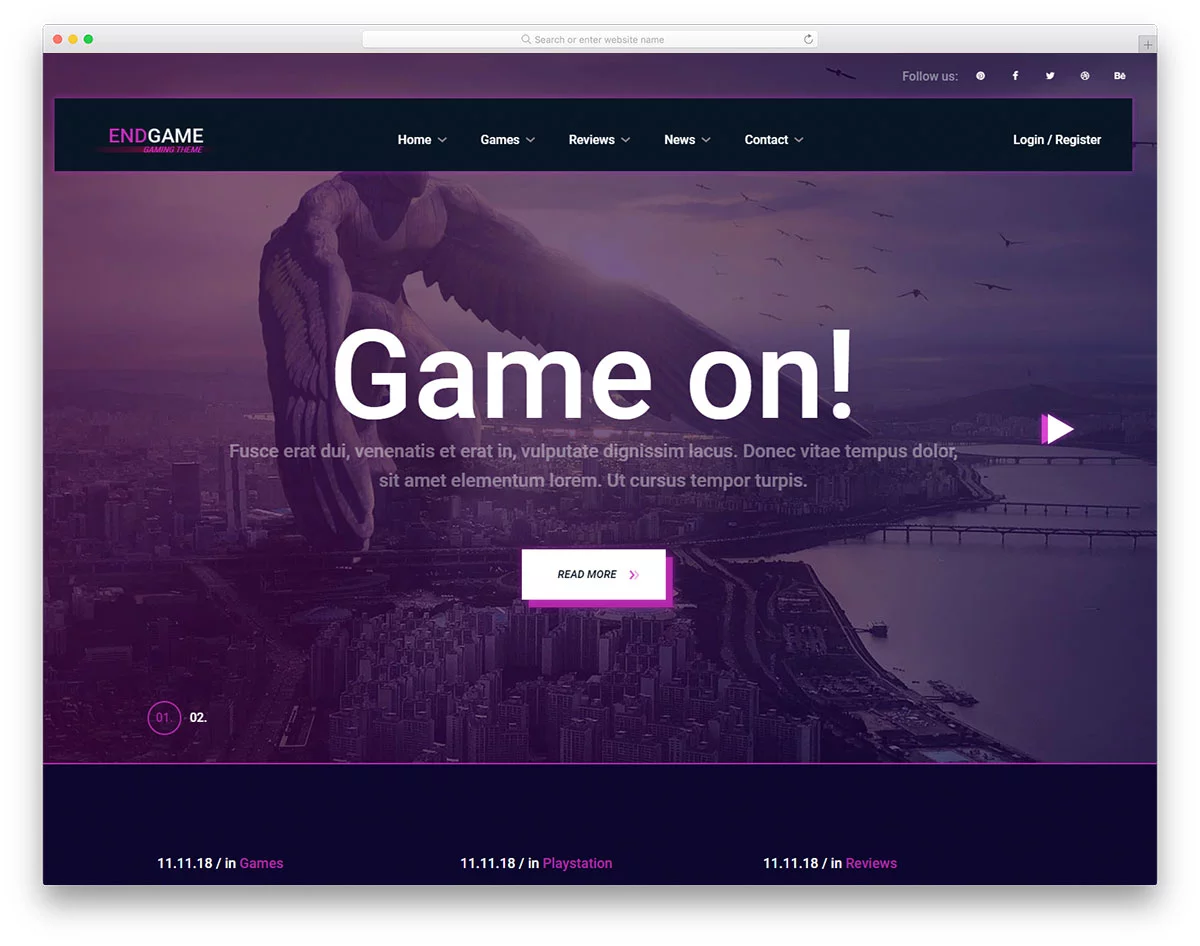 Search or enter website name
Follow us:
Bē
ENDGAME
GAMING THEME
Home
Games
Reviews
News
Contact
Login / Register
Game on!
Fusce erat dui, venenatis et erat in, vulputate dignissim lacus. Donec vitae tempus dolor,
sit amet elementum lorem. Ut cursus tempor turpis.
READ MORE
01. 02.
11.11.18 / in Games
11.11.18 / in Playstation
11.11.18 / in Reviews